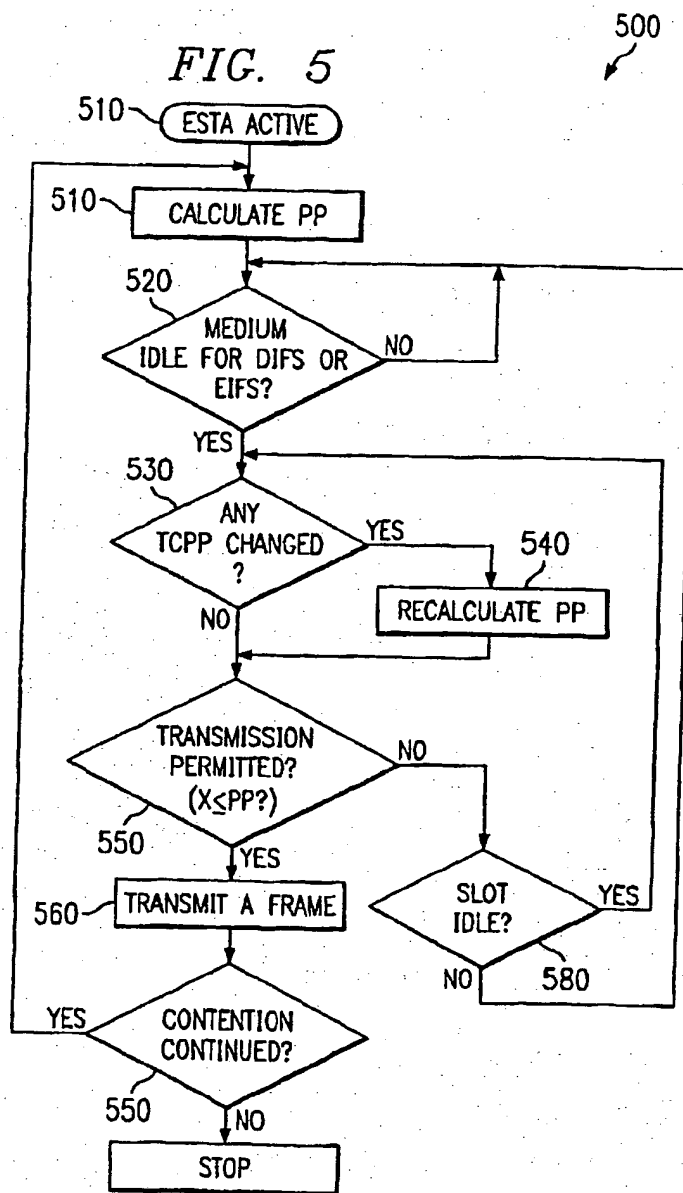 500
FIG. 5
510
ESTA ACTIVE
510
CALCULATE PP
520
MEDIUM
IDLE FOR DIFS OR
EIFS?
NO
YES
530
ANY
TCPP CHANGED
?
YES
540
RECALCULATE PP
NO
TRANSMISSION
PERMITTED?
(X≤PP?)
NO
550
YES
560
TRANSMIT A FRAME
SLOT
IDLE?
YES
580
NO
YES
CONTENTION
CONTINUED?
550
NO
STOP